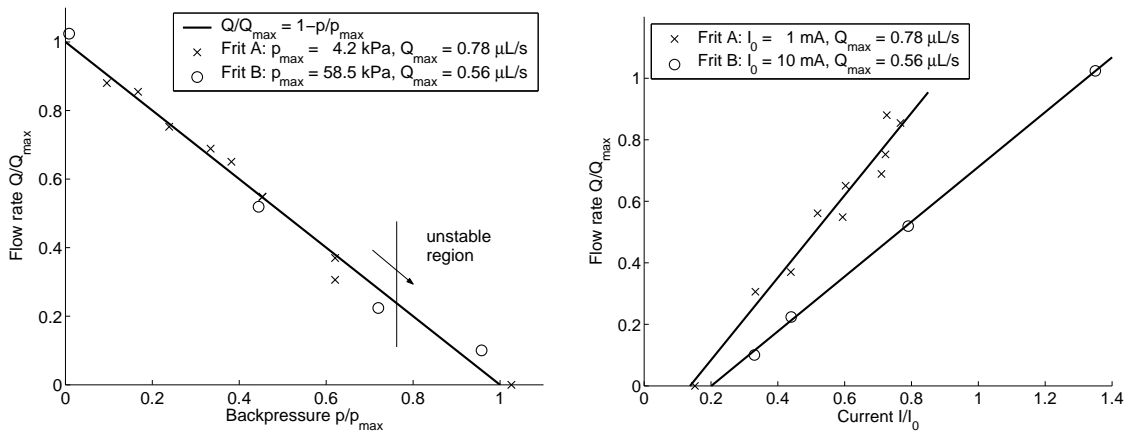 Q/Q_max = 1−p/p_max
Frit A: p_max = 4.2 kPa, Q_max = 0.78 μL/s
Frit B: p_max = 58.5 kPa, Q_max = 0.56 μL/s
1
0.8
0.6
0.4
0.2
0
Flow rate Q/Q_max
unstable
region
0 0.2 0.4 0.6 0.8 1
Backpressure p/p_max
Frit A: I_0 = 1 mA, Q_max = 0.78 μL/s
Frit B: I_0 = 10 mA, Q_max = 0.56 μL/s
1
0.8
0.6
0.4
0.2
0
Flow rate Q/Q_max
0 0.2 0.4 0.6 0.8 1 1.2 1.4
Current I/I_0